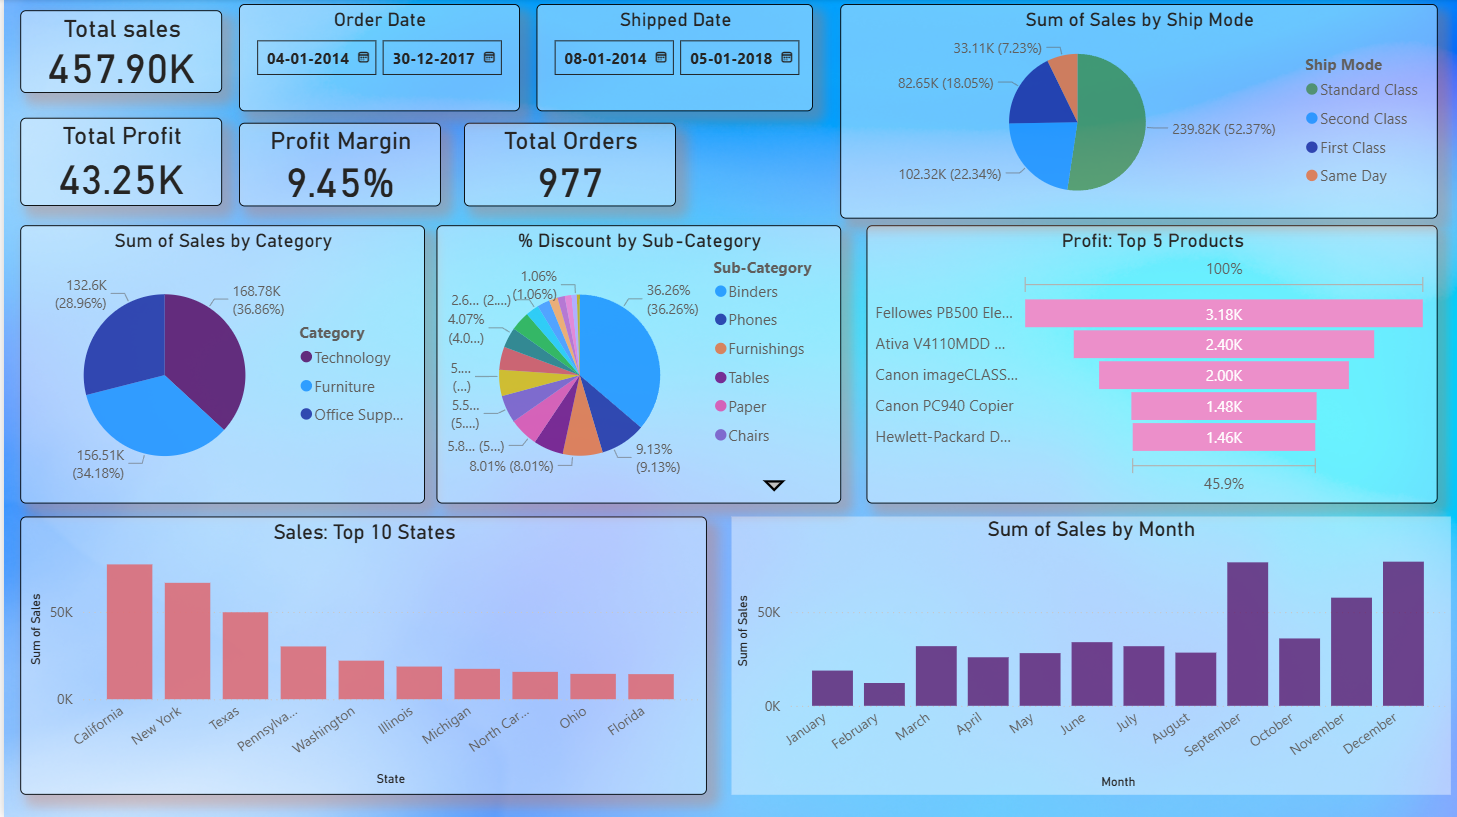 Total sales
457.90K
Order Date
04-01-2014
30-12-2017
Shipped Date
08-01-2014
05-01-2018
Sum of Sales by Ship Mode
33.11K (7.23%)
82.65K (18.05%)
102.32K (22.34%)
239.82K (52.37%)
Ship Mode
Standard Class
Second Class
First Class
Same Day
Total Profit
43.25K
Profit Margin
9.45%
Total Orders
977
Sum of Sales by Category
132.6K
(28.96%)
168.78K
(36.86%)
156.51K
(34.18%)
Category
Technology
Furniture
Office Supp...
% Discount by Sub-Category
1.06%
(1.06%)
2.6... (2....)
4.07%
(4.0...
5....
(...)
5.5...
(5....)
5.8... (5...)
8.01% (8.01%)
9.13%
(9.13%)
36.26%
(36.26%)
Sub-Category
Binders
Phones
Furnishings
Tables
Paper
Chairs
Profit: Top 5 Products
100%
Fellowes PB500 Ele...
3.18K
Ativa V4110MDD ...
2.40K
Canon imageCLASS...
2.00K
Canon PC940 Copier
1.48K
Hewlett-Packard D...
1.46K
45.9%
Sales: Top 10 States
Sum of Sales
50K
0K
California
New York
Texas
Pennsylva...
Washington
Illinois
Michigan
North Car...
Ohio
Florida
State
Sum of Sales by Month
Sum of Sales
50K
0K
January
February
March
April
May
June
July
August
September
October
November
December
Month